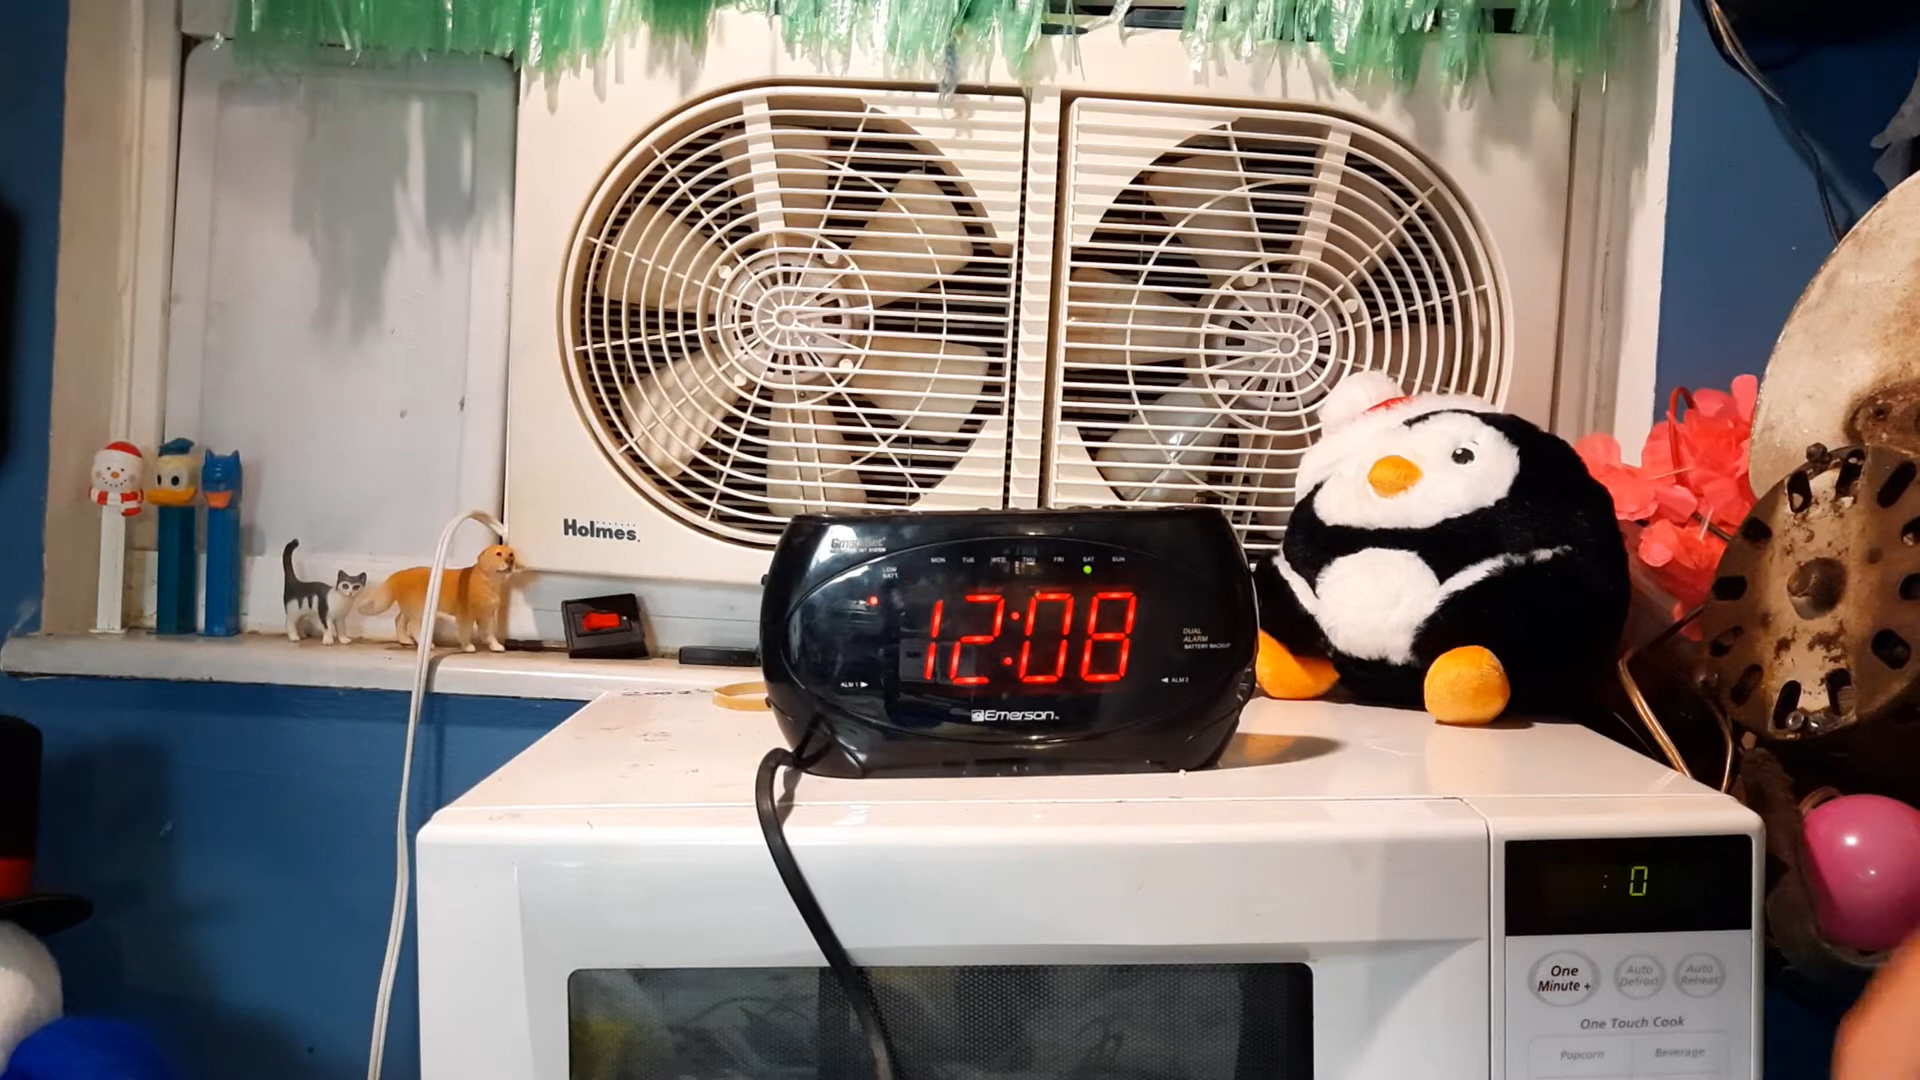 Holmes.
SmartSet
MON TUE WED THU FRI SAT SUN
LOW
BATT.
12:08
DUAL
ALARM
BATTERY BACKUP
ALM 1 ▶
◀ ALM 2
Emerson
: 0
One
Minute +
Auto
Defrost
Auto
Reheat
One Touch Cook
Popcorn
Beverage